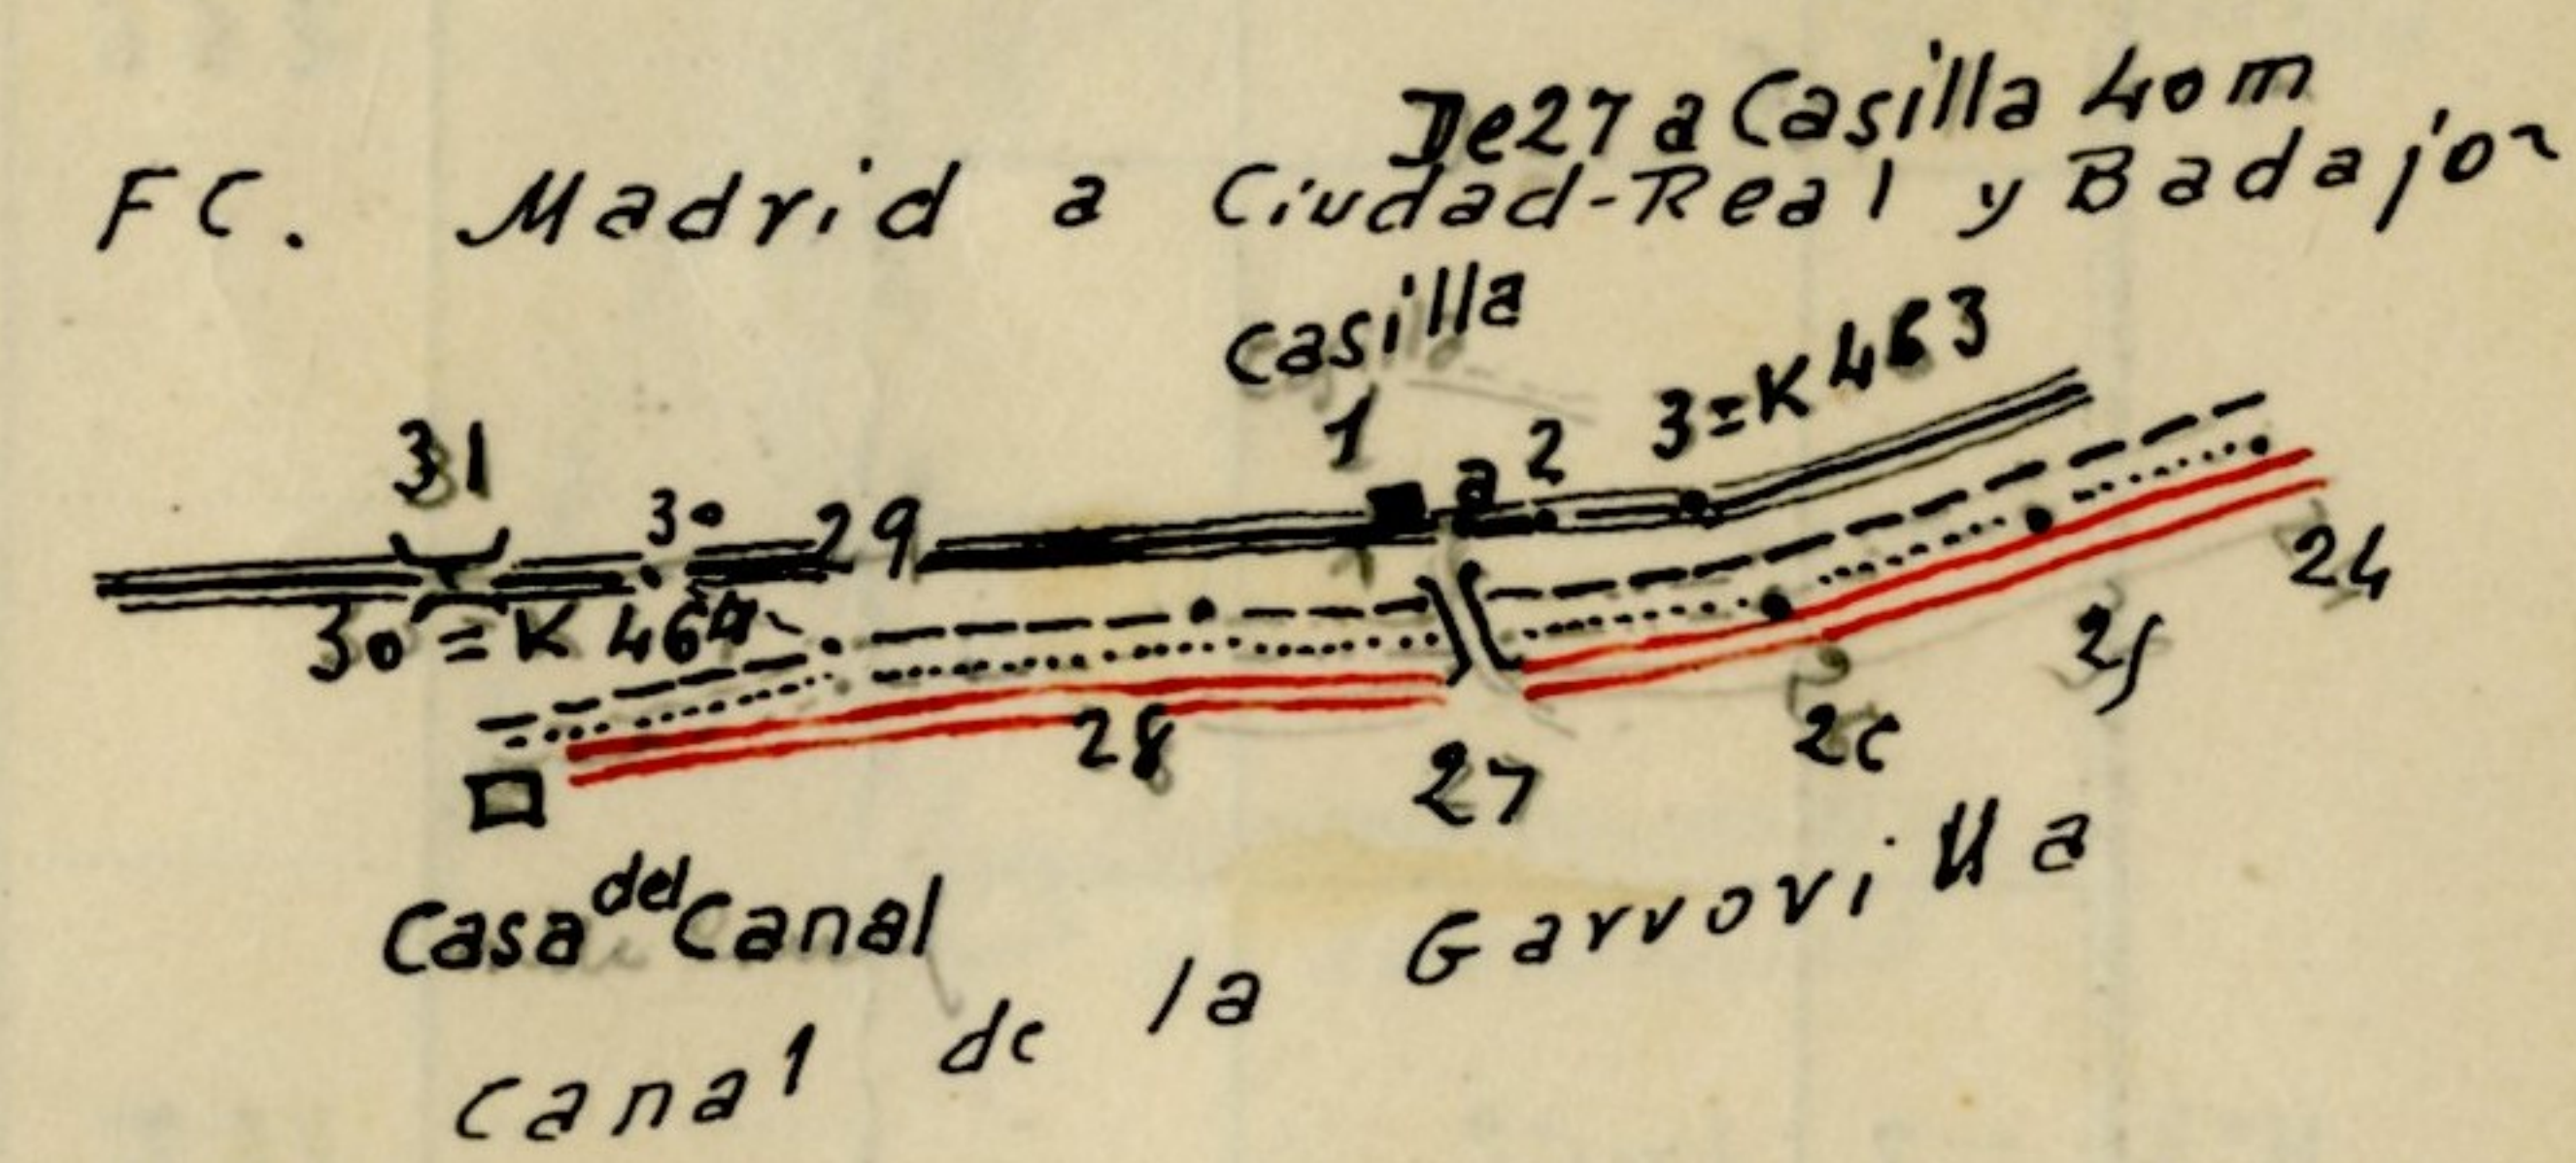 De 27 a Casilla 40 m
FC. Madrid a Ciudad-Real y Badajoz
Casilla
1
a 2
3=K 463
31
30
29
30'=K 464
24
25
26
27
28
Casa del Canal
Canal de la Garrovilla